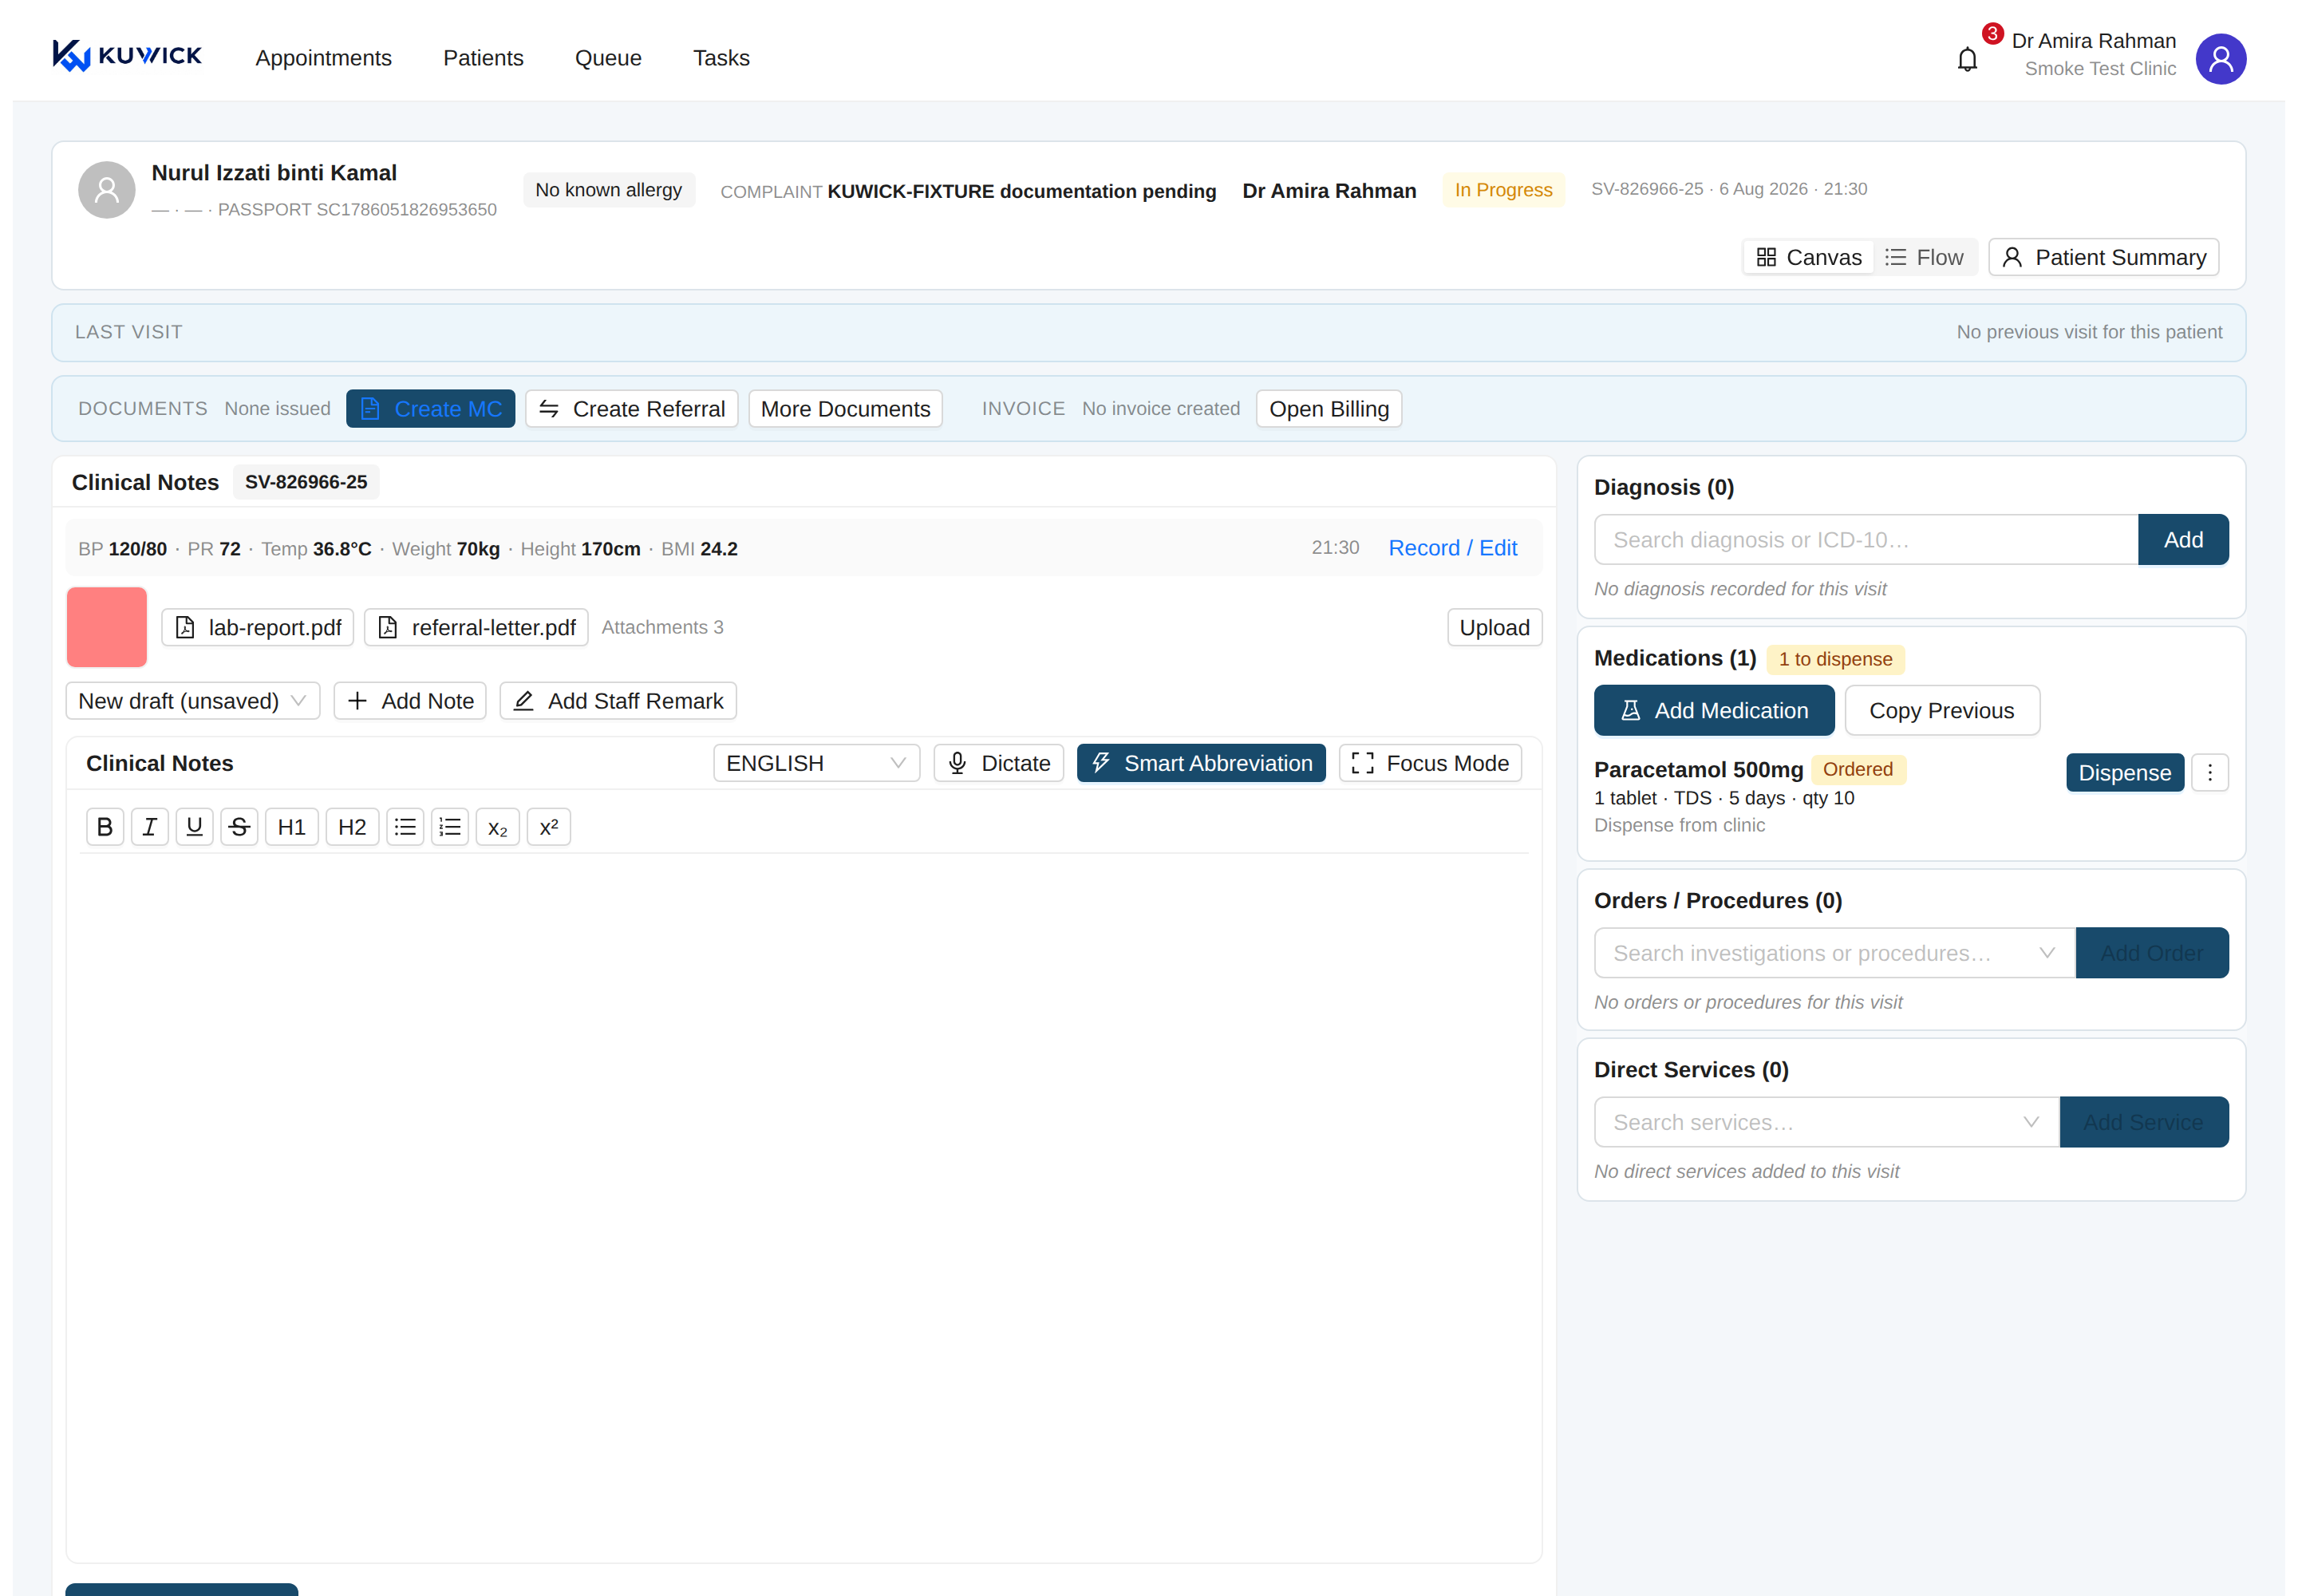 KUWICK
Appointments
Patients
Queue
Tasks
3
Dr Amira Rahman
Smoke Test Clinic
Nurul Izzati binti Kamal
— · — · PASSPORT SC1786051826953650
No known allergy
COMPLAINT KUWICK-FIXTURE documentation pending
Dr Amira Rahman
In Progress
SV-826966-25 · 6 Aug 2026 · 21:30
Canvas
Flow
Patient Summary
LAST VISIT
No previous visit for this patient
DOCUMENTS
None issued
Create MC
Create Referral
More Documents
INVOICE
No invoice created
Open Billing
Clinical Notes
SV-826966-25
BP 120/80 · PR 72 · Temp 36.8°C · Weight 70kg · Height 170cm · BMI 24.2
21:30
Record / Edit
lab-report.pdf
referral-letter.pdf
Attachments 3
Upload
New draft (unsaved)
Add Note
Add Staff Remark
Clinical Notes
ENGLISH
Dictate
Smart Abbreviation
Focus Mode
B
I
U
S
H1
H2
x₂
x²
Diagnosis (0)
Search diagnosis or ICD-10…
Add
No diagnosis recorded for this visit
Medications (1)
1 to dispense
Add Medication
Copy Previous
Paracetamol 500mg
Ordered
Dispense
1 tablet · TDS · 5 days · qty 10
Dispense from clinic
Orders / Procedures (0)
Search investigations or procedures…
Add Order
No orders or procedures for this visit
Direct Services (0)
Search services…
Add Service
No direct services added to this visit